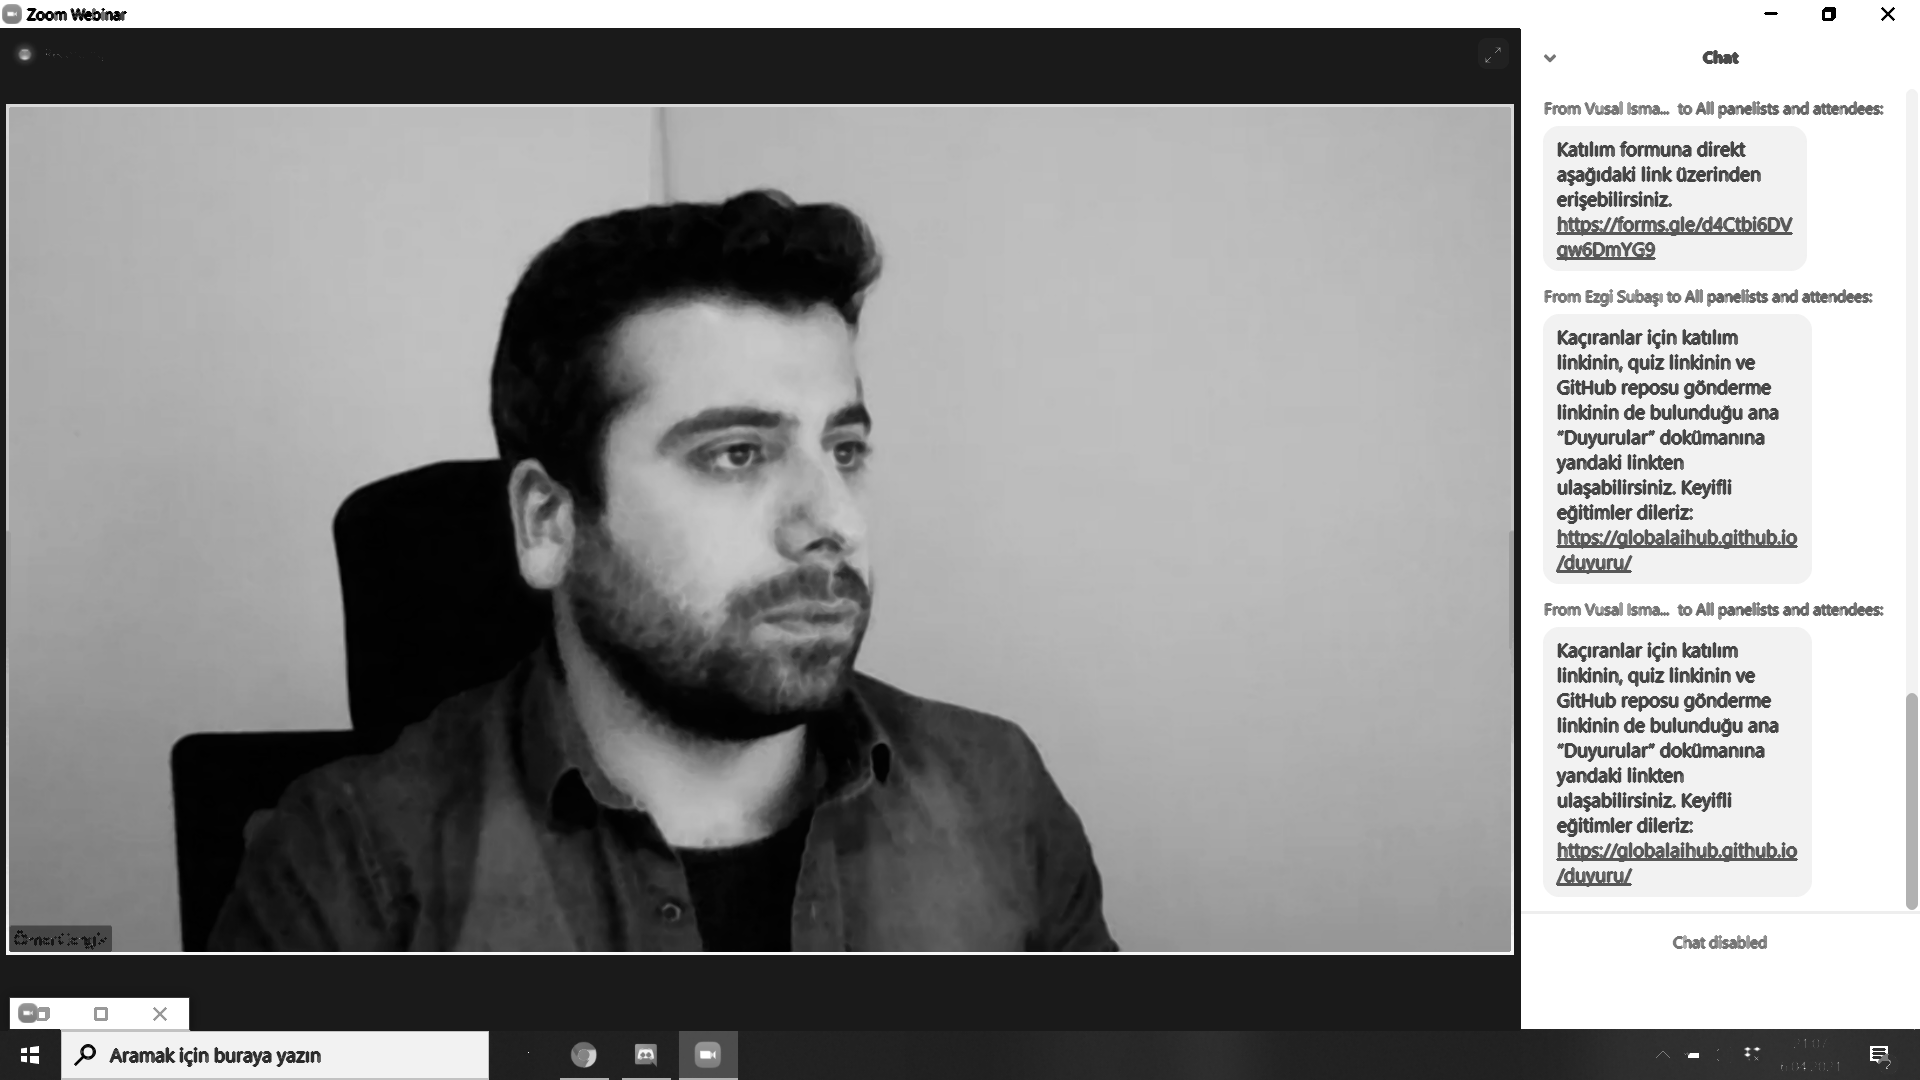 Zoom Webinar
Chat
From Vusal Isma... to All panelists and attendees:
Katılım formuna direkt
aşağıdaki link üzerinden
erişebilirsiniz.
https://forms.gle/d4Ctbi6DV
qw6DmYG9
From Ezgi Subaşı to All panelists and attendees:
Kaçıranlar için katılım
linkinin, quiz linkinin ve
GitHub reposu gönderme
linkinin de bulunduğu ana
“Duyurular” dokümanına
yandaki linkten
ulaşabilirsiniz. Keyifli
eğitimler dileriz:
https://globalaihub.github.io
/duyuru/
From Vusal Isma... to All panelists and attendees:
Kaçıranlar için katılım
linkinin, quiz linkinin ve
GitHub reposu gönderme
linkinin de bulunduğu ana
“Duyurular” dokümanına
yandaki linkten
ulaşabilirsiniz. Keyifli
eğitimler dileriz:
https://globalaihub.github.io
/duyuru/
Chat disabled
Aramak için buraya yazın